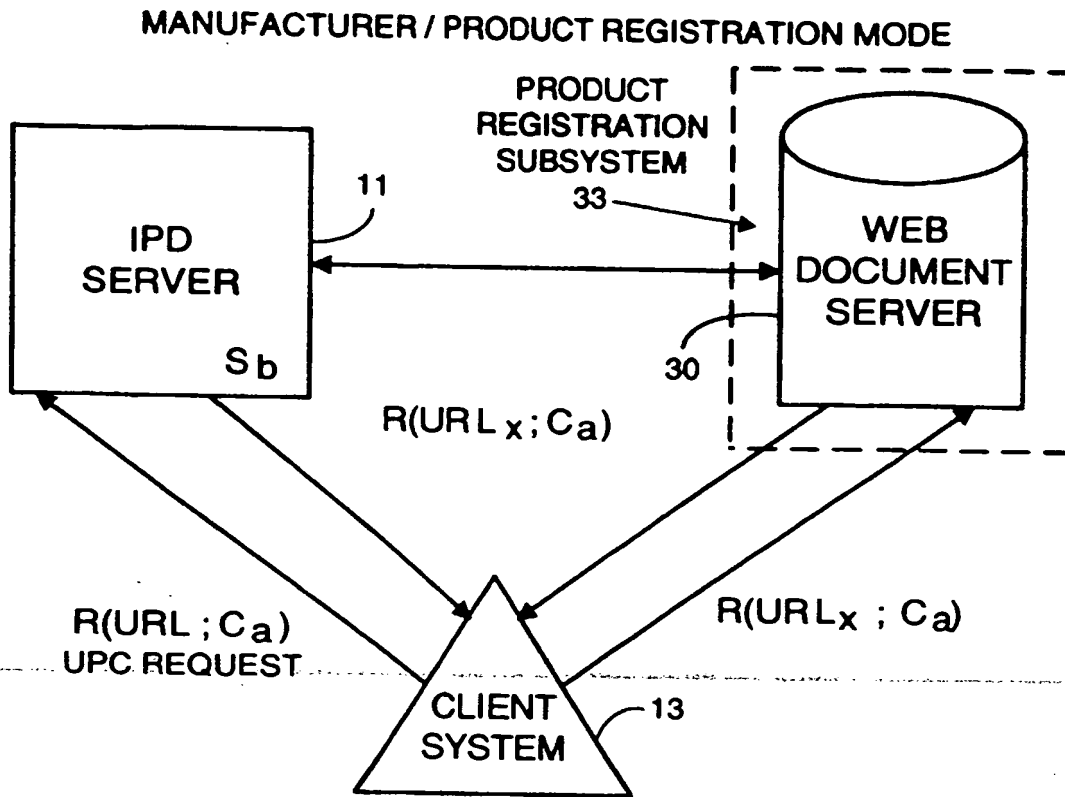 MANUFACTURER / PRODUCT REGISTRATION MODE
PRODUCT
REGISTRATION
SUBSYSTEM
33
11
IPD
SERVER
Sb
WEB
DOCUMENT
SERVER
30
R(URLx; Ca)
R(URL; Ca)
UPC REQUEST
R(URLx ; Ca)
CLIENT
SYSTEM
13